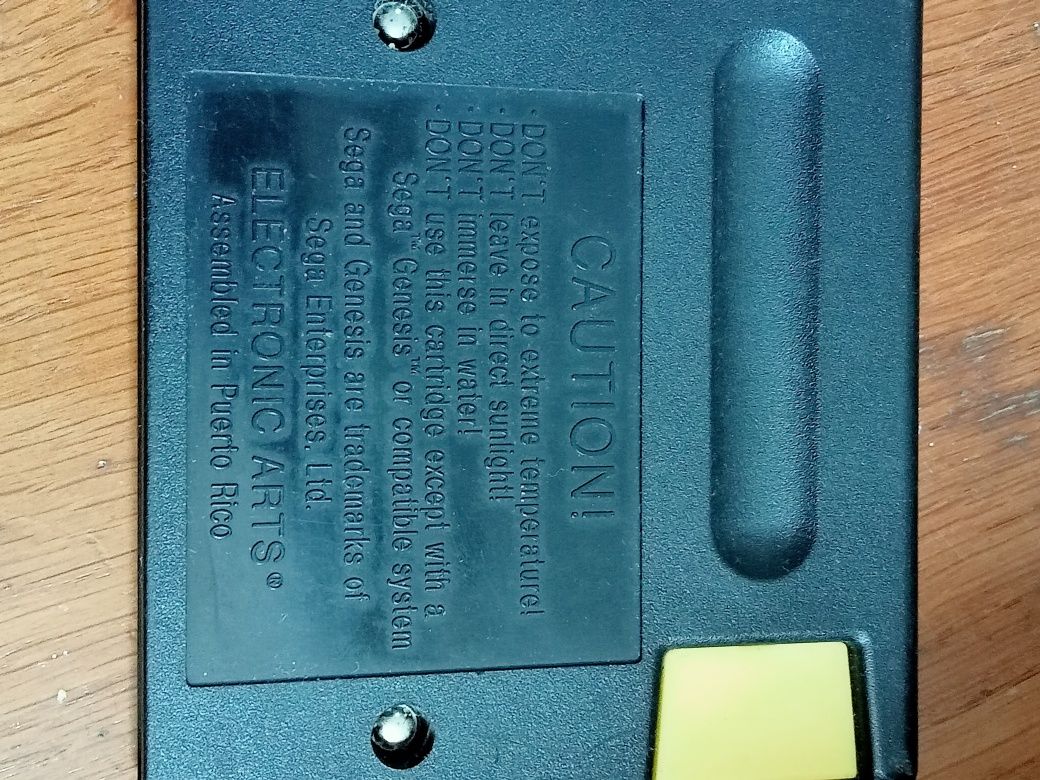 CAUTION!
· DON'T expose to extreme temperature!
· DON'T leave in direct sunlight!
· DON'T immerse in water!
· DON'T use this cartridge except with a
Sega™ Genesis™ or compatible system
Sega and Genesis are trademarks of
Sega Enterprises, Ltd.
ELECTRONIC ARTS®
Assembled in Puerto Rico